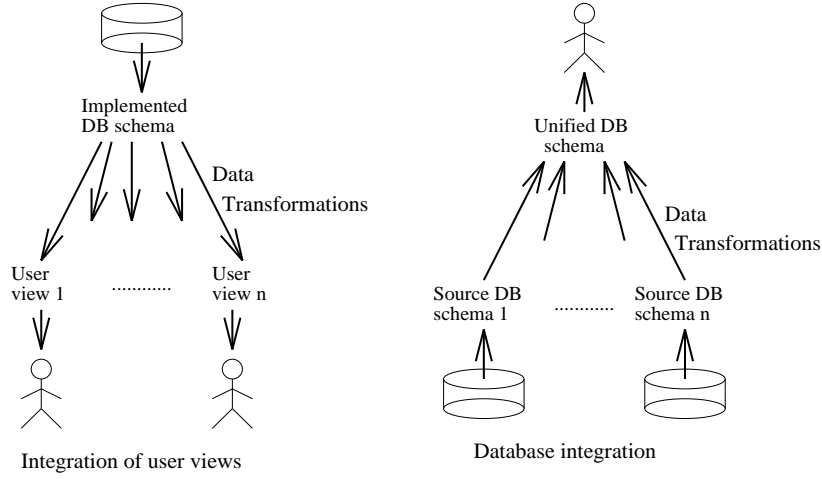 Implemented
DB schema
Data
Transformations
User
view 1
............
User
view n
Integration of user views
Unified DB
schema
Data
Transformations
Source DB
schema 1
............
Source DB
schema n
Database integration